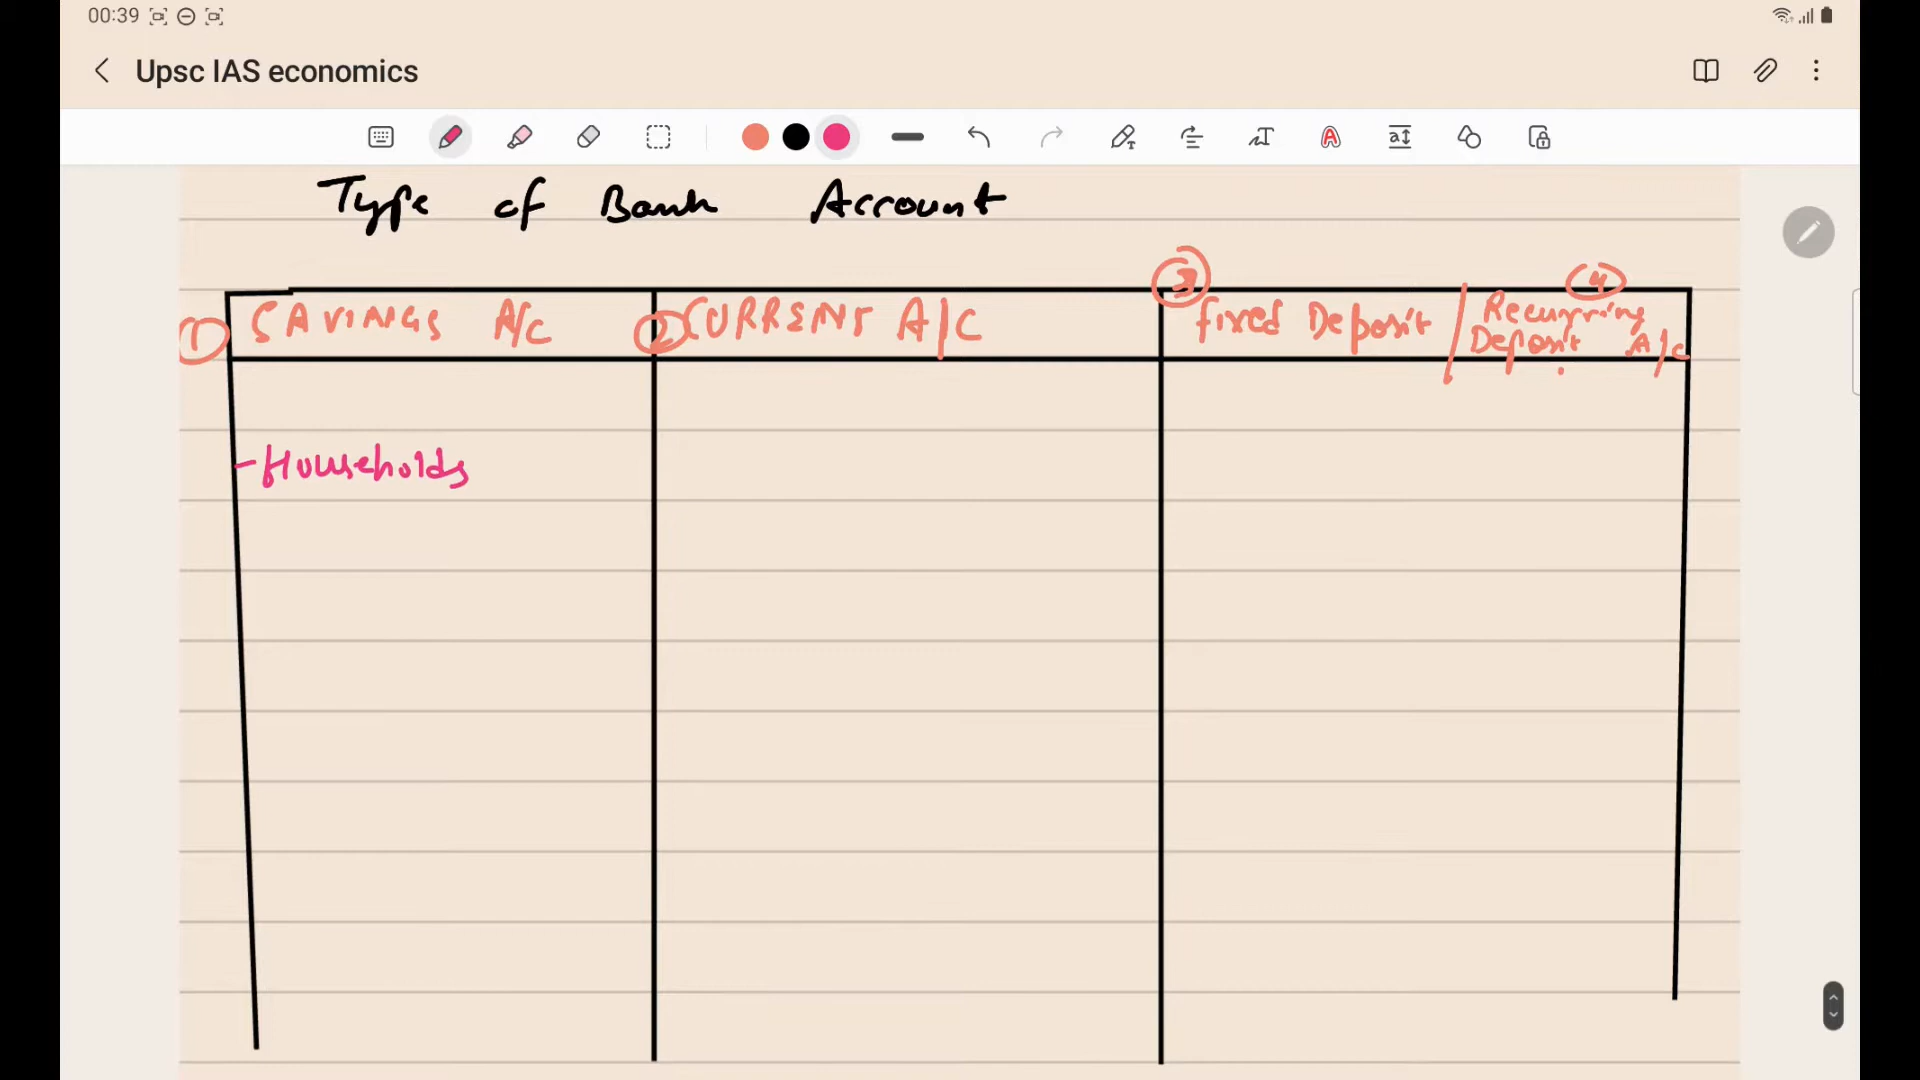 00:39
Upsc IAS economics
Type of Bank Account
① SAVINGS A/C ② CURRENT A/C ③ fixed Deposit / ④ Recurring Deposit A/C
- Households